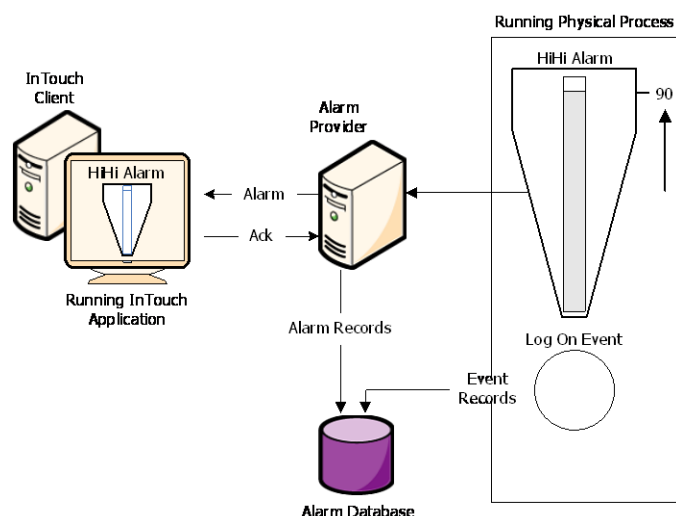 Running Physical Process
HiHi Alarm
90
InTouch
Client
Alarm
Provider
HiHi Alarm
Alarm
Ack
Running InTouch
Application
Alarm Records
Log On Event
Event
Records
Alarm Database